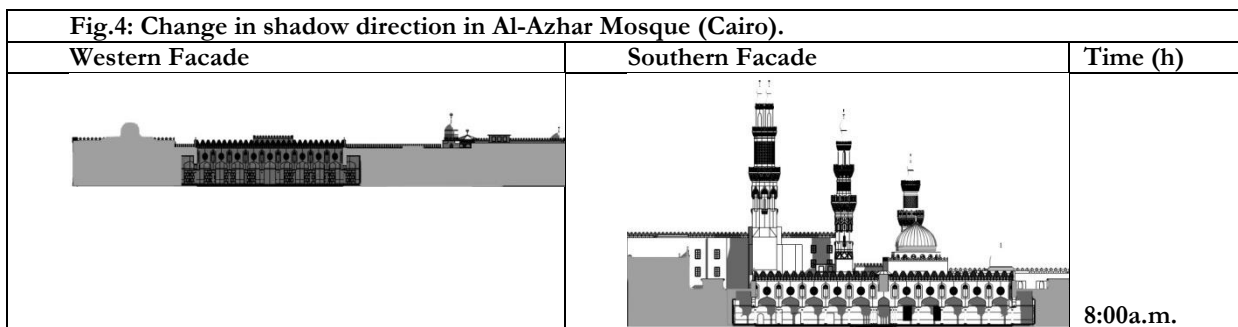 Fig.4: Change in shadow direction in Al-Azhar Mosque (Cairo).
Western Facade Southern Facade Time (h)
8:00a.m.